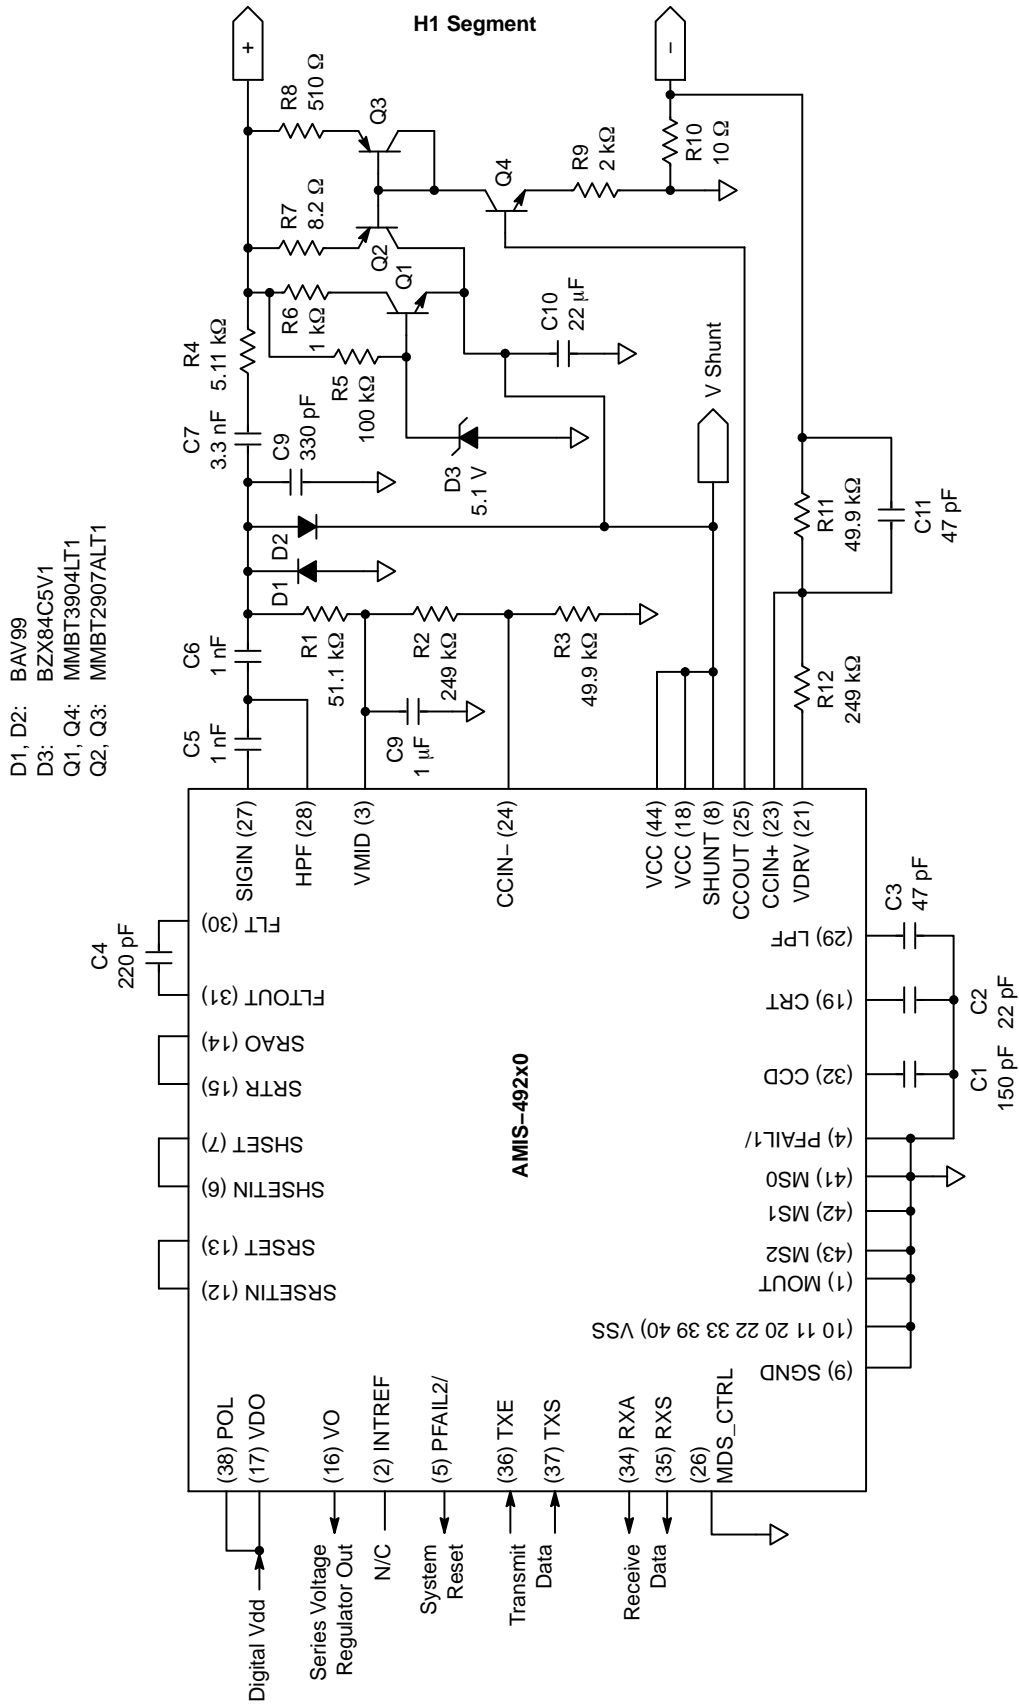 H1 Segment
D1, D2: BAV99
D3: BZX84C5V1
Q1, Q4: MMBT3904LT1
Q2, Q3: MMBT2907ALT1
+
−
R8
510 Ω
Q3
R7
8.2 Ω
Q2
Q1
R6
1 kΩ
R5
100 kΩ
R4
5.11 kΩ
C7
3.3 nF
C9
330 pF
D3
5.1 V
Q4
R9
2 kΩ
R10
10 Ω
C10
22 µF
V Shunt
D2
D1
C6
1 nF
C5
1 nF
R1
51.1 kΩ
R2
249 kΩ
R3
49.9 kΩ
C9
1 µF
R11
49.9 kΩ
C11
47 pF
R12
249 kΩ
SIGIN (27)
HPF (28)
VMID (3)
CCIN− (24)
VCC (44)
VCC (18)
SHUNT (8)
CCOUT (25)
CCIN+ (23)
VDRV (21)
C4
220 pF
(30) FLT
(31) FLTOUT
(14) SRAO
(15) SRTR
(7) SHSET
(6) SHSETIN
(13) SRSET
(12) SRSETIN
AMIS−492x0
(29) LPF
(19) CRT
(32) CCD
(4) PFAIL1/
(41) MS0
(42) MS1
(43) MS2
(1) MOUT
(10 11 20 22 33 39 40) VSS
(9) SGND
C3
47 pF
C2
22 pF
C1
150 pF
(38) POL
(17) VDO
(16) VO
(2) INTREF
(5) PFAIL2/
(36) TXE
(37) TXS
(34) RXA
(35) RXS
(26)
MDS_CTRL
Digital Vdd
Series Voltage
Regulator Out
N/C
System
Reset
Transmit
Data
Receive
Data